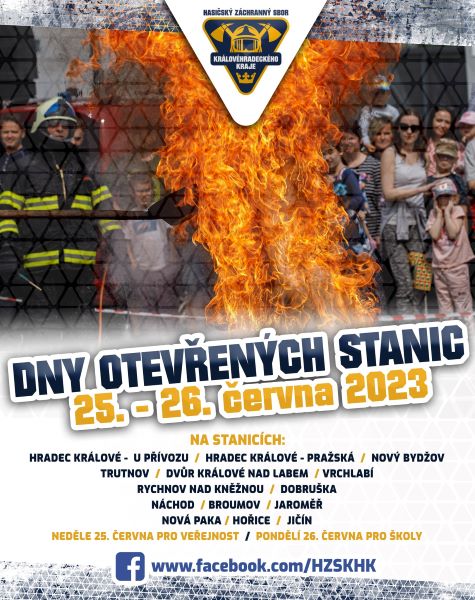 HASIČSKÝ ZÁCHRANNÝ SBOR
KRÁLOVÉHRADECKÉHO
KRAJE
DNY OTEVŘENÝCH STANIC
25. - 26. června 2023
NA STANICÍCH:
HRADEC KRÁLOVÉ - U PŘÍVOZU / HRADEC KRÁLOVÉ - PRAŽSKÁ / NOVÝ BYDŽOV
TRUTNOV / DVŮR KRÁLOVÉ NAD LABEM / VRCHLABÍ
RYCHNOV NAD KNĚŽNOU / DOBRUŠKA
NÁCHOD / BROUMOV / JAROMĚŘ
NOVÁ PAKA / HOŘICE / JIČÍN
NEDĚLE 25. ČERVNA PRO VEŘEJNOST / PONDĚLÍ 26. ČERVNA PRO ŠKOLY
www.facebook.com/HZSKHK